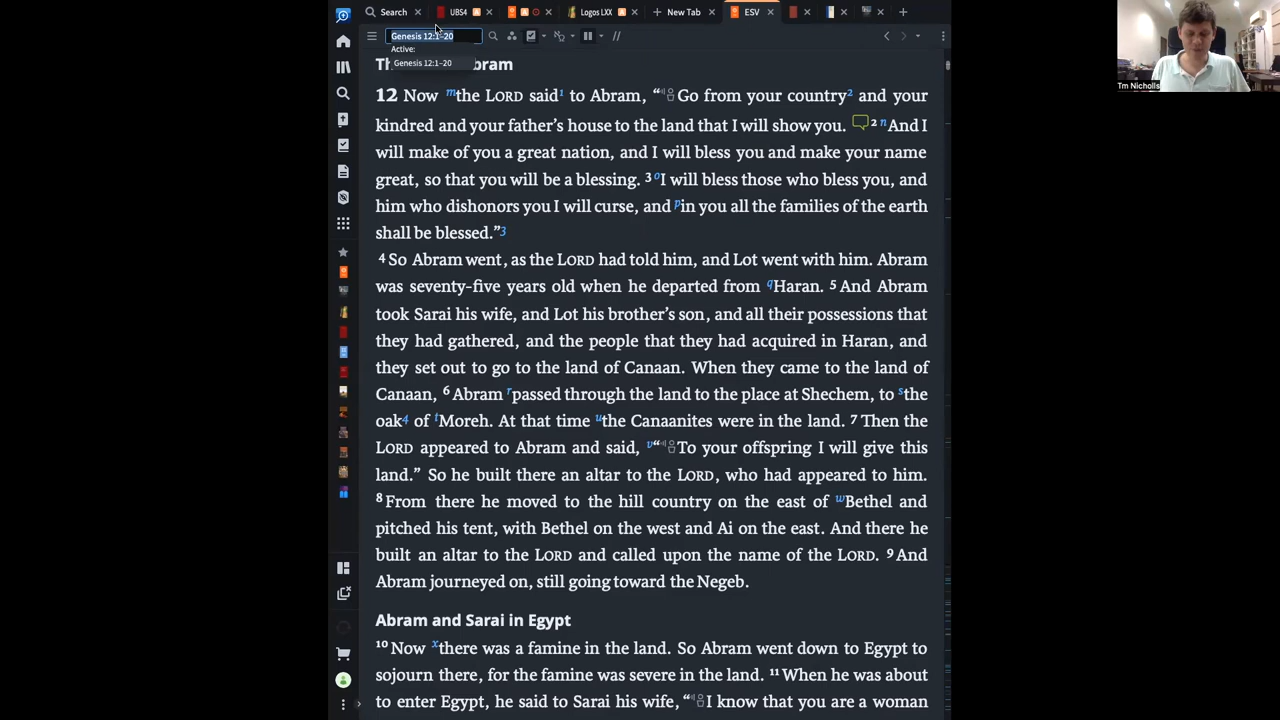 Search
UBS4
A
A
Logos LXX
A
New Tab
ESV
Genesis 12:1–20
Active:
Genesis 12:1–20
Tm Nicholls
12 Now mthe LORD said1 to Abram, “Go from your country2 and your
kindred and your father’s house to the land that I will show you. 2 nAnd I
will make of you a great nation, and I will bless you and make your name
great, so that you will be a blessing. 3 oI will bless those who bless you, and
him who dishonors you I will curse, and pin you all the families of the earth
shall be blessed.”3
4 So Abram went, as the LORD had told him, and Lot went with him. Abram
was seventy-five years old when he departed from qHaran. 5 And Abram
took Sarai his wife, and Lot his brother’s son, and all their possessions that
they had gathered, and the people that they had acquired in Haran, and
they set out to go to the land of Canaan. When they came to the land of
Canaan, 6 Abram rpassed through the land to the place at Shechem, to sthe
oak4 of tMoreh. At that time uthe Canaanites were in the land. 7 Then the
LORD appeared to Abram and said, v“To your offspring I will give this
land.” So he built there an altar to the LORD, who had appeared to him.
8 From there he moved to the hill country on the east of wBethel and
pitched his tent, with Bethel on the west and Ai on the east. And there he
built an altar to the LORD and called upon the name of the LORD. 9 And
Abram journeyed on, still going toward the Negeb.
Abram and Sarai in Egypt
10 Now xthere was a famine in the land. So Abram went down to Egypt to
sojourn there, for the famine was severe in the land. 11 When he was about
to enter Egypt, he said to Sarai his wife, “I know that you are a woman